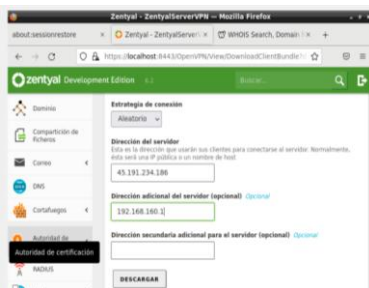 Zentyal - ZentyalServerVPN — Mozilla Firefox
about:sessionrestore
Zentyal - ZentyalServerV
WHOIS Search, Domain
https://localhost:8443/OpenVPN/View/DownloadClientBundle
zentyal Development Edition
Buscar...
Dominio
Compartición de
Ficheros
Correo
DNS
Cortafuegos
Autoridad de
Autoridad de certificación
RADIUS
Estrategia de conexión
Aleatorio
Dirección del servidor
Esta es la dirección que usarán sus clientes para conectarse al servidor. Normalmente,
ésta será una IP pública o un nombre de host
45.191.234.186
Dirección adicional del servidor (opcional) Opcional
192.168.160.1
Dirección secundaria adicional para el servidor (opcional) Opcional
DESCARGAR